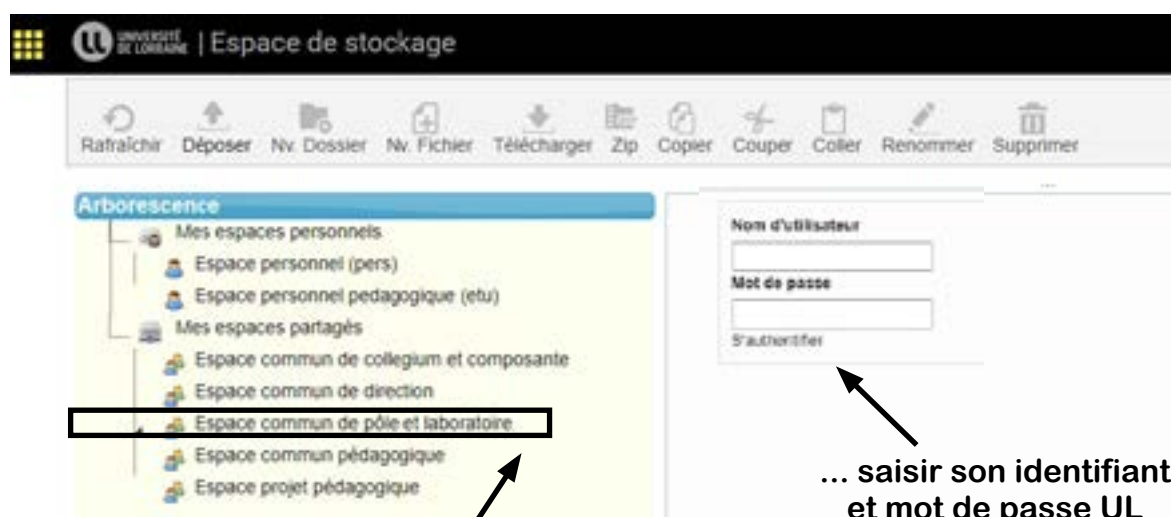 UNIVERSITÉ
DE LORRAINE | Espace de stockage
Rafraîchir Déposer Nv. Dossier Nv. Fichier Télécharger Zip Copier Couper Coller Renommer Supprimer
...
Arborescence
Mes espaces personnels
Espace personnel (pers)
Espace personnel pedagogique (etu)
Mes espaces partagés
Espace commun de collegium et composante
Espace commun de direction
Espace commun de pôle et laboratoire
Espace commun pédagogique
Espace projet pédagogique
Nom d'utilisateur
Mot de passe
S'authentifier
... saisir son identifiant
et mot de passe UL